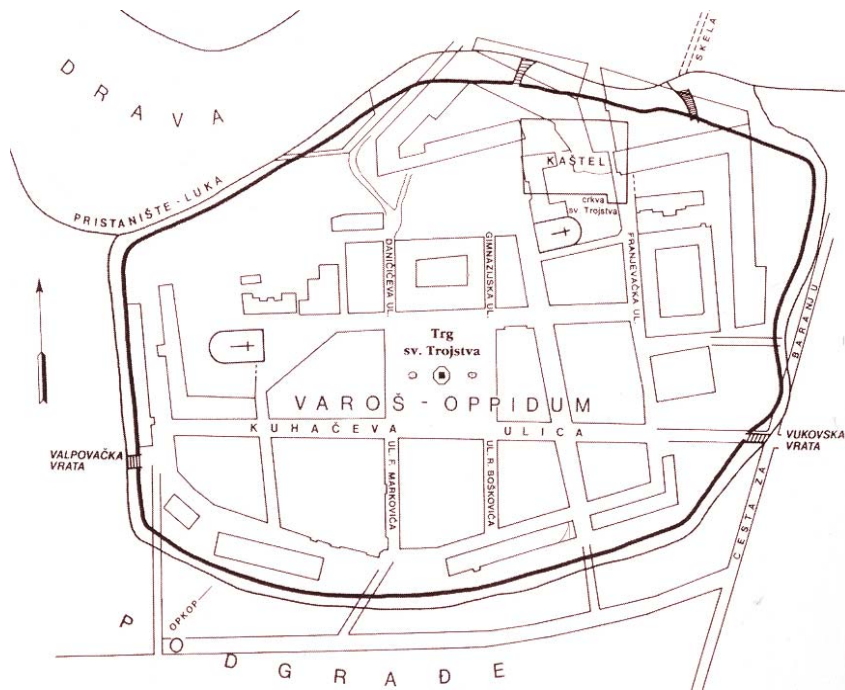 DRAVA
SKELA
PRISTANIŠTE - LUKA
KAŠTEL
crkva
sv. Trojstva
DANIČIĆEVA UL.
GIMNAZIJSKA UL.
FRANJEVAČKA UL.
Trg
sv. Trojstva
VAROŠ - OPPIDUM
KUHAČEVA ULICA
VALPOVAČKA
VRATA
VUKOVSKA
VRATA
UL. F. MARKOVIĆA
UL. R. BOŠKOVIĆA
CESTA ZA BARANJU
OPKOP
PODGRAĐE